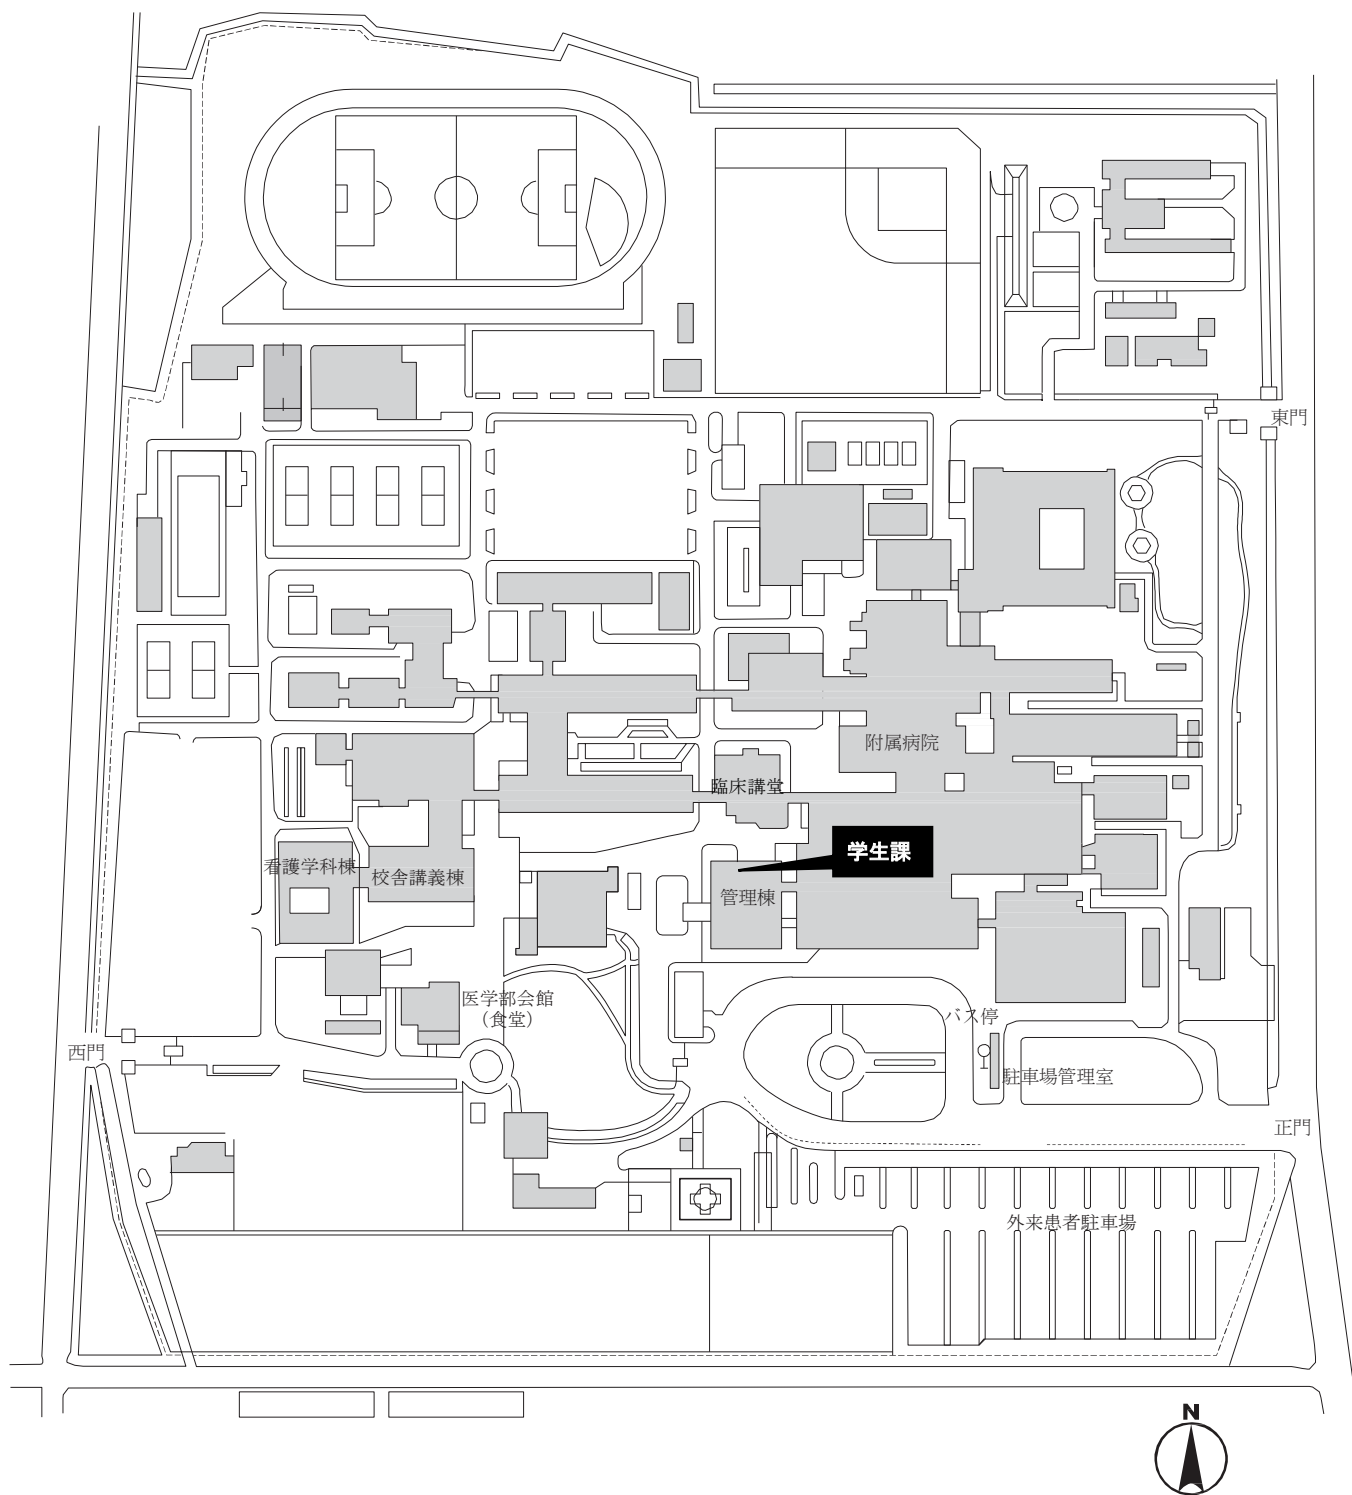 東門
附属病院
臨床講堂
学生課
看護学科棟
校舎講義棟
管理棟
医学部会館
（食堂）
バス停
西門
駐車場管理室
正門
外来患者駐車場
N